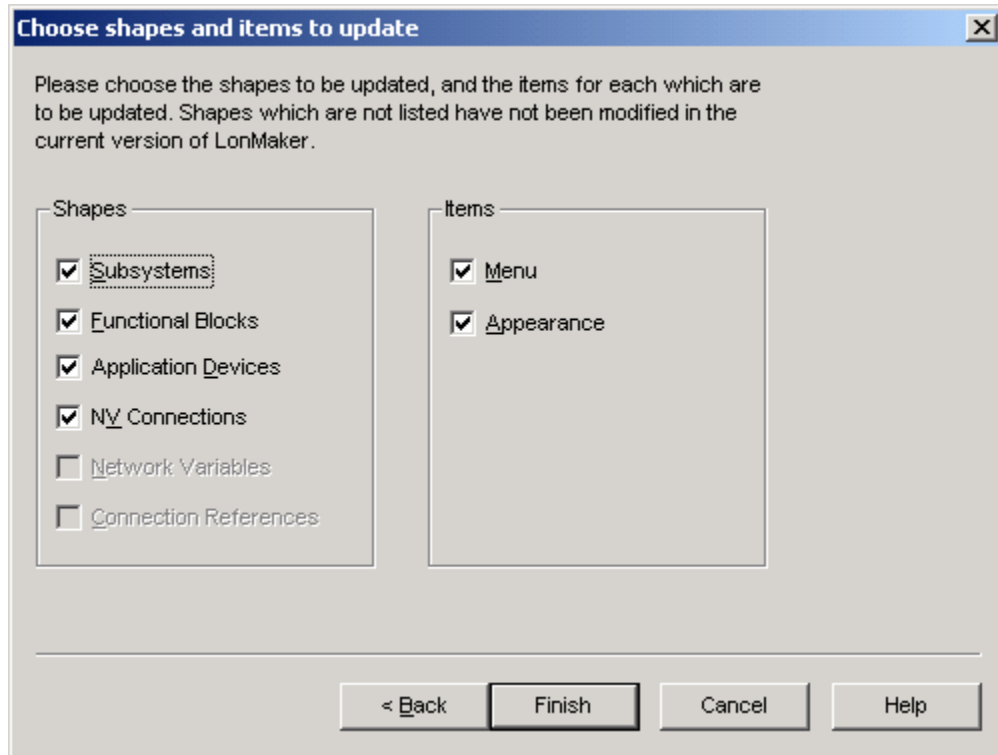 Choose shapes and items to update
Please choose the shapes to be updated, and the items for each which are
to be updated. Shapes which are not listed have not been modified in the
current version of LonMaker.
Shapes
Subsystems
Functional Blocks
Application Devices
NV Connections
Network Variables
Connection References
Items
Menu
Appearance
< Back
Finish
Cancel
Help